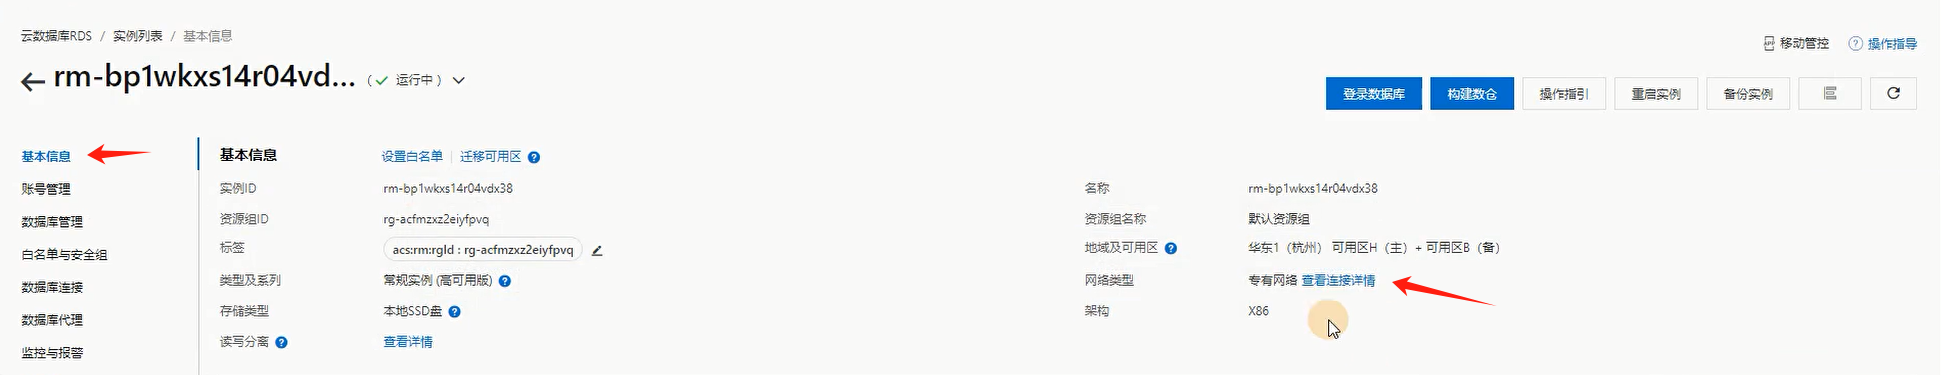 云数据库RDS / 实例列表 / 基本信息
移动管控 操作指导
rm-bp1wkxs14r04vd... ( 运行中 )
登录数据库 构建数仓 操作指引 重启实例 备份实例
基本信息
账号管理
数据库管理
白名单与安全组
数据库连接
数据库代理
监控与报警
基本信息 设置白名单 迁移可用区
实例ID rm-bp1wkxs14r04vdx38 名称 rm-bp1wkxs14r04vdx38
资源组ID rg-acfmzxz2eiyfpvq 资源组名称 默认资源组
标签 acs:rm:rgId : rg-acfmzxz2eiyfpvq 地域及可用区 华东1（杭州） 可用区H（主）+ 可用区B（备）
类型及系列 常规实例 (高可用版) 网络类型 专有网络 查看连接详情
存储类型 本地SSD盘 架构 X86
读写分离 查看详情